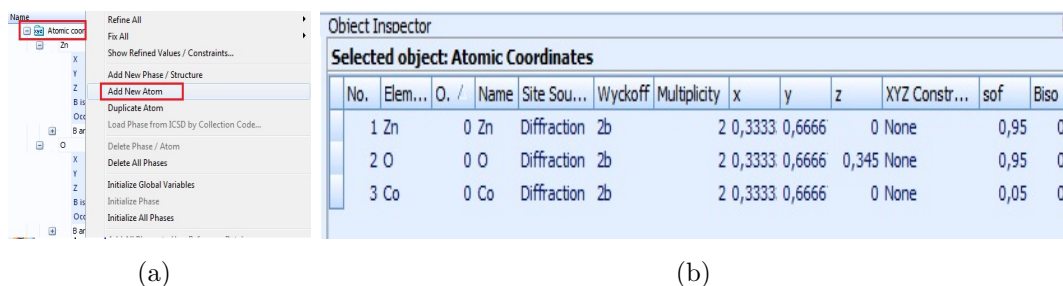 Name
Atomic coor
Zn
X
Y
Z
B is
Occ
B ar
O
X
Y
Z
B is
Occ
B ar
Refine All
Fix All
Show Refined Values / Constraints...
Add New Phase / Structure
Add New Atom
Duplicate Atom
Load Phase from ICSD by Collection Code...
Delete Phase / Atom
Delete All Phases
Initialize Global Variables
Initialize Phase
Initialize All Phases
Object Inspector
Selected object: Atomic Coordinates
No. Elem... O. / Name Site Sou... Wyckoff Multiplicity x y z XYZ Constr... sof Biso
1 Zn 0 Zn Diffraction 2b 2 0,3333 0,6666 0 None 0,95 0
2 O 0 O Diffraction 2b 2 0,3333 0,6666 0,345 None 0,95 0
3 Co 0 Co Diffraction 2b 2 0,3333 0,6666 0 None 0,05 0
(a) (b)